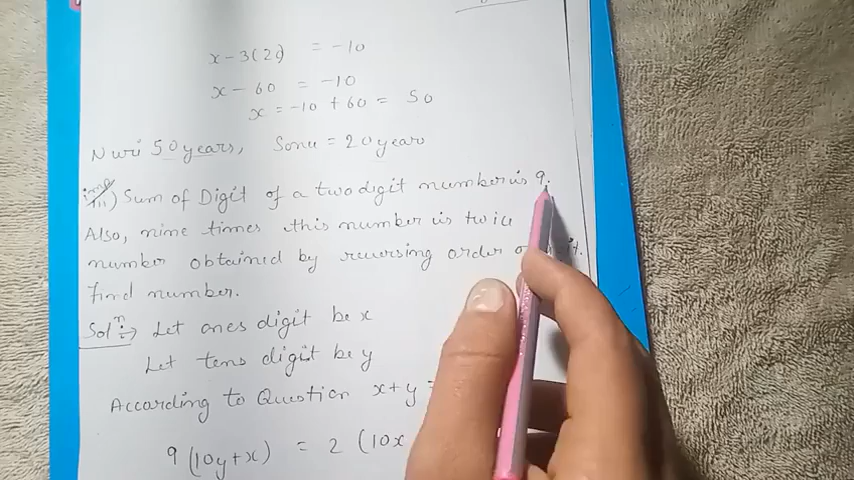 x-3(20) = -10
x-60 = -10
x = -10 +60 = 50
Nuri 50 years, Sonu = 20 years
imp
iii) Sum of Digit of a two digit number is 9.
Also, nine times this number is twice
number obtained by reversing order
find number.
Solⁿ:→ Let ones digit be x
Let tens digit be y
According to Question x+y =
9(10y+x) = 2(10x